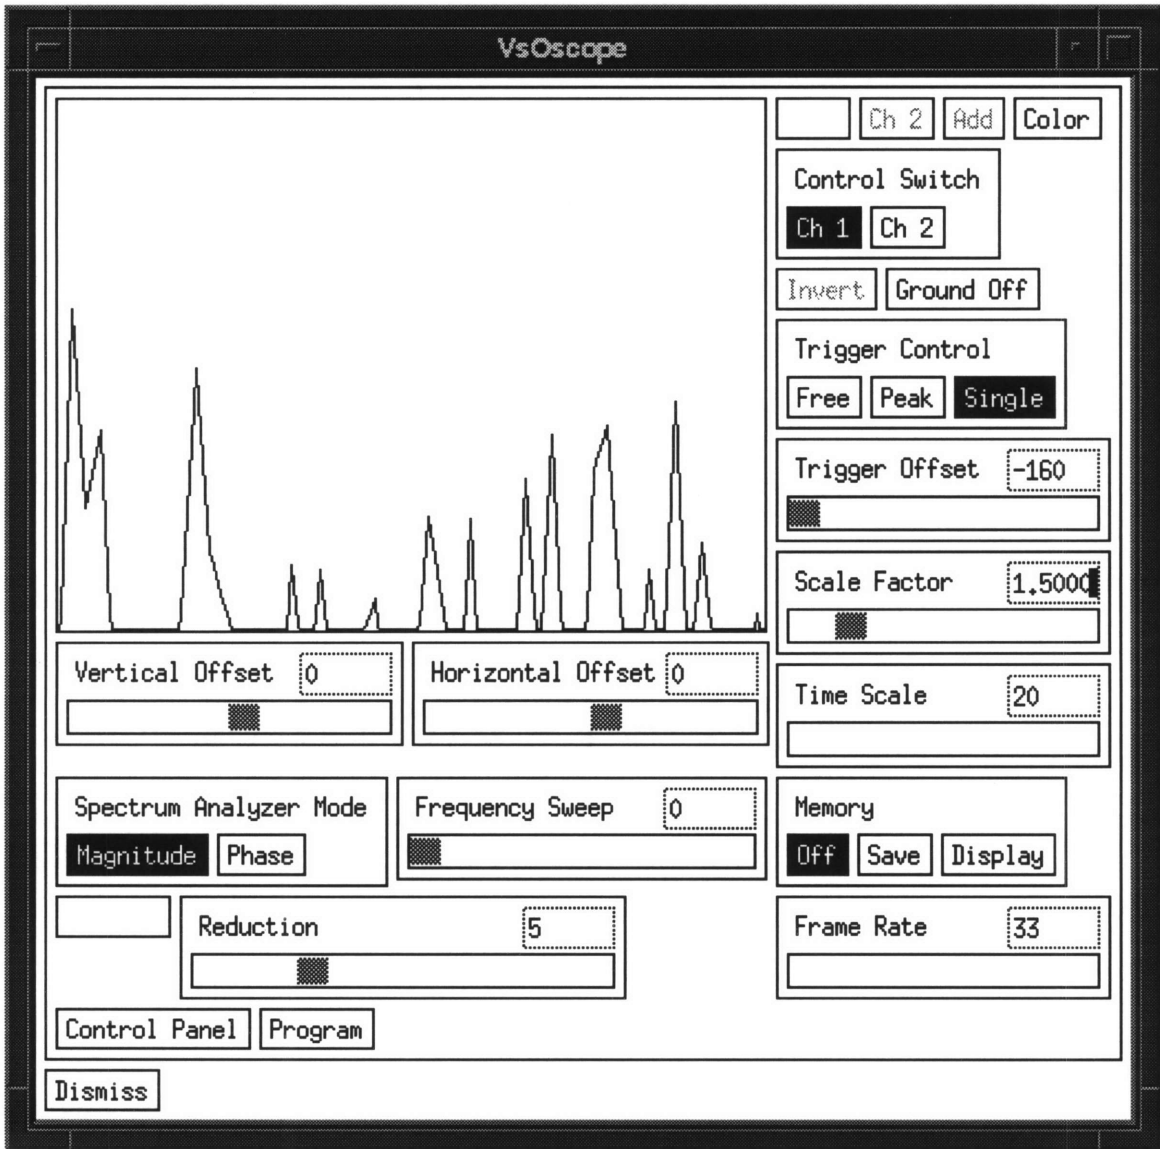 VsOscope
Ch 2 Add Color
Control Switch
Ch 1 Ch 2
Invert Ground Off
Trigger Control
Free Peak Single
Trigger Offset -160
Scale Factor 1.5000
Time Scale 20
Vertical Offset 0
Horizontal Offset 0
Spectrum Analyzer Mode
Magnitude Phase
Frequency Sweep 0
Memory
Off Save Display
Reduction 5
Frame Rate 33
Control Panel Program
Dismiss